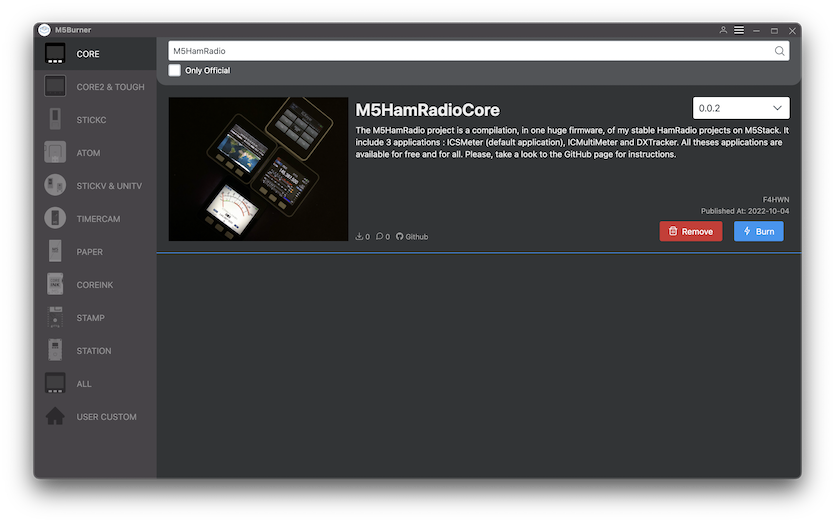 M5Burner
CORE
CORE2 & TOUGH
STICKC
ATOM
STICKV & UNITV
TIMERCAM
PAPER
COREINK
STAMP
STATION
ALL
USER CUSTOM
M5HamRadio
Only Official
M5HamRadioCore
0.0.2
The M5HamRadio project is a compilation, in one huge firmware, of my stable HamRadio projects on M5Stack. It
include 3 applications : ICSMeter (default application), ICMultiMeter and DXTracker. All theses applications are
available for free and for all. Please, take a look to the GitHub page for instructions.
F4HWN
Published At: 2022-10-04
0 0 Github
Remove
Burn